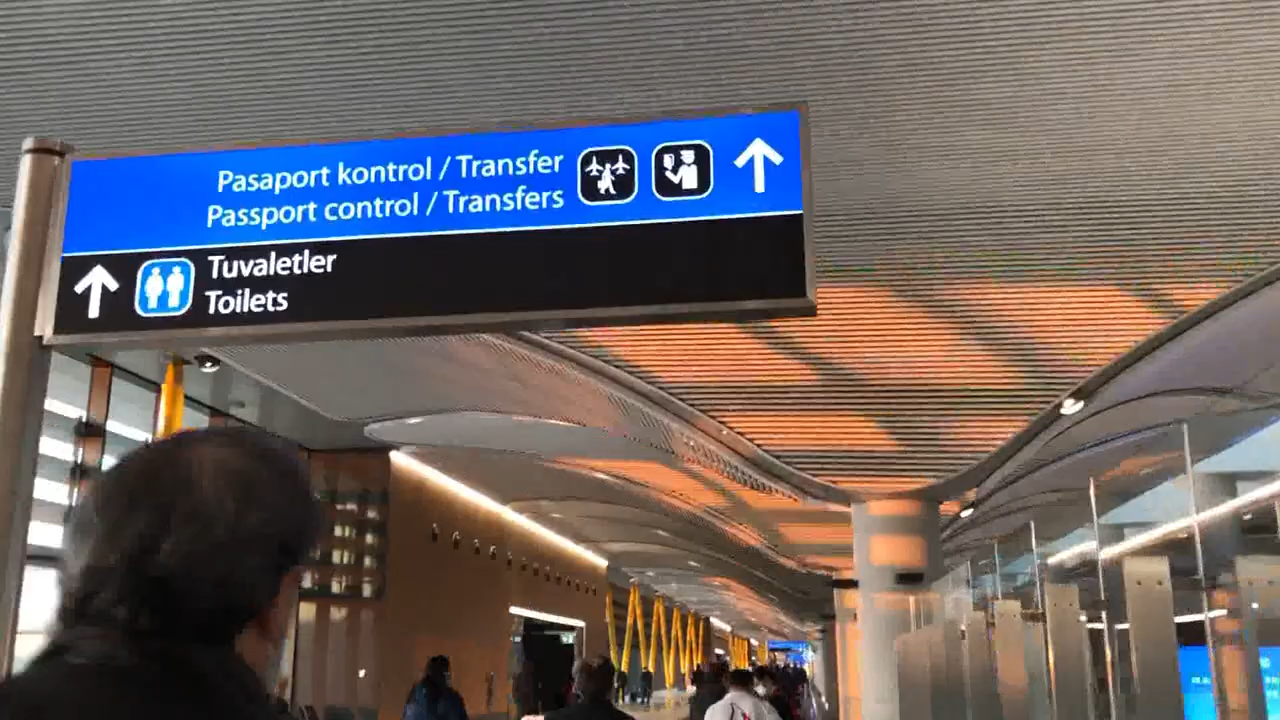 Pasaport kontrol / Transfer
Passport control / Transfers
Tuvaletler
Toilets